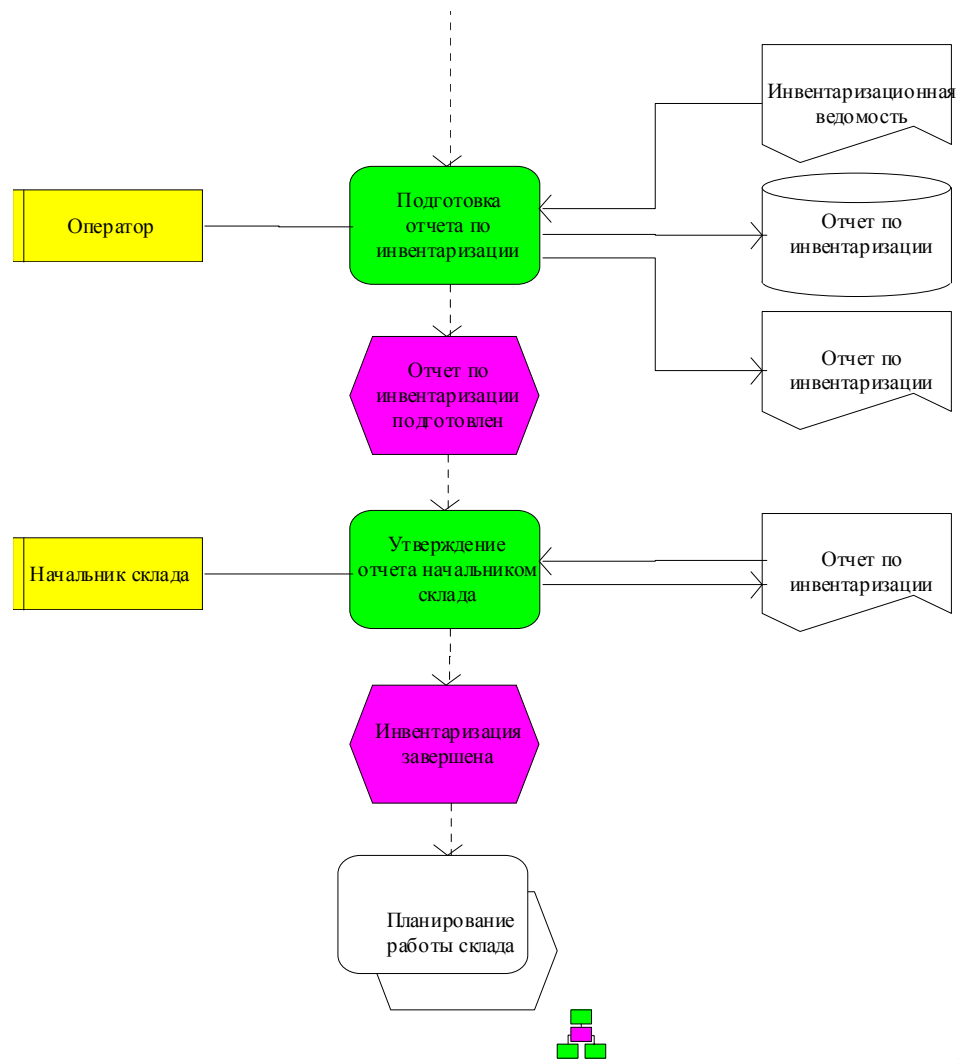 Инвентаризационная
ведомость
Подготовка
отчета по
инвентаризации
Оператор
Отчет по
инвентаризации
Отчет по
инвентаризации
подготовлен
Отчет по
инвентаризации
Утверждение
отчета начальником
склада
Начальник склада
Отчет по
инвентаризации
Инвентаризация
завершена
Планирование
работы склада